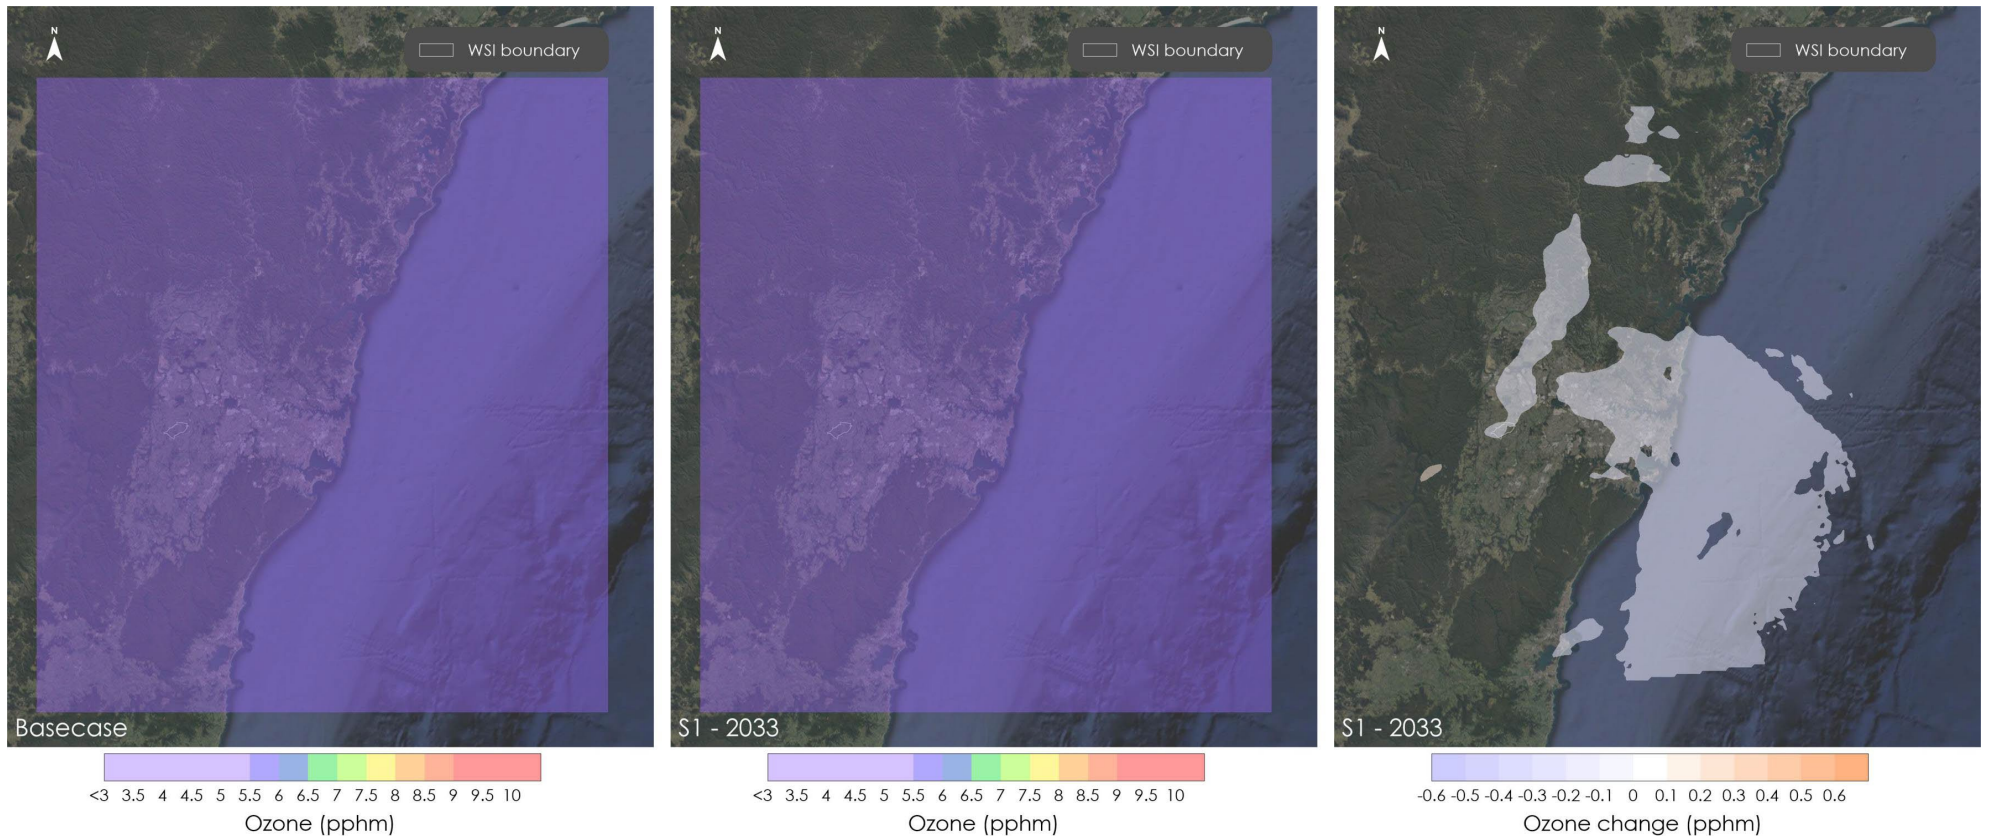 N
WSI boundary
Basecase
<3 3.5 4 4.5 5 5.5 6 6.5 7 7.5 8 8.5 9 9.5 10
Ozone (pphm)
N
WSI boundary
S1 - 2033
<3 3.5 4 4.5 5 5.5 6 6.5 7 7.5 8 8.5 9 9.5 10
Ozone (pphm)
N
WSI boundary
S1 - 2033
-0.6 -0.5 -0.4 -0.3 -0.2 -0.1 0 0.1 0.2 0.3 0.4 0.5 0.6
Ozone change (pphm)